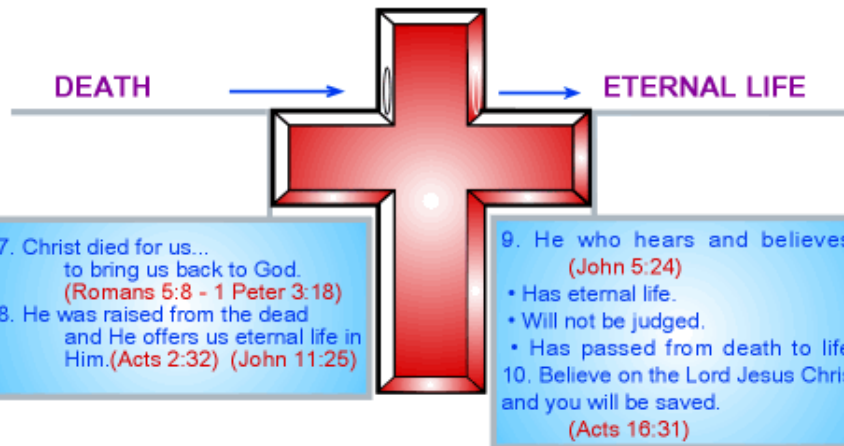 DEATH
ETERNAL LIFE
7. Christ died for us...
to bring us back to God.
(Romans 5:8 - 1 Peter 3:18)
8. He was raised from the dead
and He offers us eternal life in
Him.(Acts 2:32) (John 11:25)
9. He who hears and believes
(John 5:24)
• Has eternal life.
• Will not be judged.
• Has passed from death to life
10. Believe on the Lord Jesus Chris
and you will be saved.
(Acts 16:31)